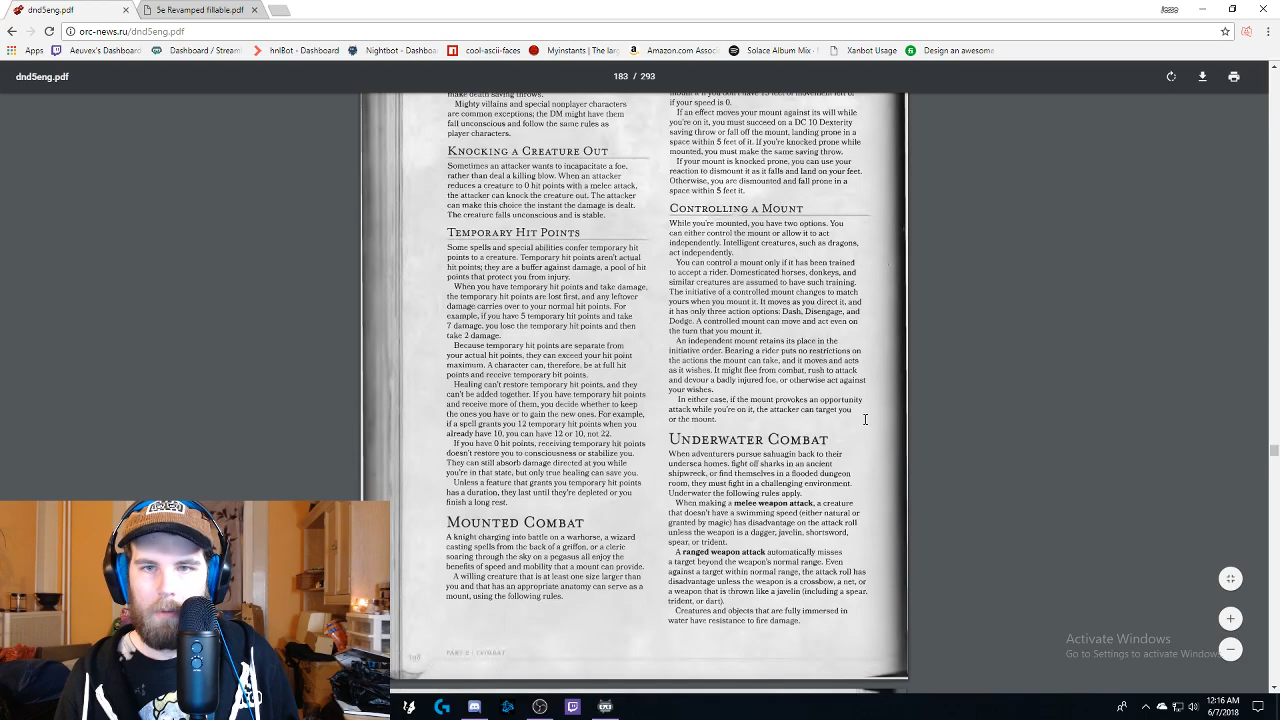 dnd5eng.pdf
5e Revamped fillable.pdf
orc-news.ru/dnd5eng.pdf
Apps
Aeuvex's Dashboard
Dashboard / Stream
hniBot - Dashboard
Nightbot - Dashboa
cool-ascii-faces
Myinstants | The larg
Amazon.com Assoc
Solace Album Mix -
Xanbot Usage
Design an awesome
dnd5eng.pdf
183 / 293
make death saving throws.
Mighty villains and special nonplayer characters
are common exceptions; the DM might have them
fall unconscious and follow the same rules as
player characters.
Knocking a Creature Out
Sometimes an attacker wants to incapacitate a foe,
rather than deal a killing blow. When an attacker
reduces a creature to 0 hit points with a melee attack,
the attacker can knock the creature out. The attacker
can make this choice the instant the damage is dealt.
The creature falls unconscious and is stable.
Temporary Hit Points
Some spells and special abilities confer temporary hit
points to a creature. Temporary hit points aren't actual
hit points; they are a buffer against damage, a pool of hit
points that protect you from injury.
When you have temporary hit points and take damage,
the temporary hit points are lost first, and any leftover
damage carries over to your normal hit points. For
example, if you have 5 temporary hit points and take
7 damage, you lose the temporary hit points and then
take 2 damage.
Because temporary hit points are separate from
your actual hit points, they can exceed your hit point
maximum. A character can, therefore, be at full hit
points and receive temporary hit points.
Healing can't restore temporary hit points, and they
can't be added together. If you have temporary hit points
and receive more of them, you decide whether to keep
the ones you have or to gain the new ones. For example,
if a spell grants you 12 temporary hit points when you
already have 10, you can have 12 or 10, not 22.
If you have 0 hit points, receiving temporary hit points
doesn't restore you to consciousness or stabilize you.
They can still absorb damage directed at you while
you're in that state, but only true healing can save you.
Unless a feature that grants you temporary hit points
has a duration, they last until they're depleted or you
finish a long rest.
Mounted Combat
A knight charging into battle on a warhorse, a wizard
casting spells from the back of a griffon, or a cleric
soaring through the sky on a pegasus all enjoy the
benefits of speed and mobility that a mount can provide.
A willing creature that is at least one size larger than
you and that has an appropriate anatomy can serve as a
mount, using the following rules.
mount it if you don't have 15 feet of movement left or
if your speed is 0.
If an effect moves your mount against its will while
you're on it, you must succeed on a DC 10 Dexterity
saving throw or fall off the mount, landing prone in a
space within 5 feet of it. If you're knocked prone while
mounted, you must make the same saving throw.
If your mount is knocked prone, you can use your
reaction to dismount it as it falls and land on your feet.
Otherwise, you are dismounted and fall prone in a
space within 5 feet it.
Controlling a Mount
While you're mounted, you have two options. You
can either control the mount or allow it to act
independently. Intelligent creatures, such as dragons,
act independently.
You can control a mount only if it has been trained
to accept a rider. Domesticated horses, donkeys, and
similar creatures are assumed to have such training.
The initiative of a controlled mount changes to match
yours when you mount it. It moves as you direct it, and
it has only three action options: Dash, Disengage, and
Dodge. A controlled mount can move and act even on
the turn that you mount it.
An independent mount retains its place in the
initiative order. Bearing a rider puts no restrictions on
the actions the mount can take, and it moves and acts
as it wishes. It might flee from combat, rush to attack
and devour a badly injured foe, or otherwise act against
your wishes.
In either case, if the mount provokes an opportunity
attack while you're on it, the attacker can target you
or the mount.
Underwater Combat
When adventurers pursue sahuagin back to their
undersea homes, fight off sharks in an ancient
shipwreck, or find themselves in a flooded dungeon
room, they must fight in a challenging environment.
Underwater the following rules apply.
When making a melee weapon attack, a creature
that doesn't have a swimming speed (either natural or
granted by magic) has disadvantage on the attack roll
unless the weapon is a dagger, javelin, shortsword,
spear, or trident.
A ranged weapon attack automatically misses
a target beyond the weapon's normal range. Even
against a target within normal range, the attack roll has
disadvantage unless the weapon is a crossbow, a net, or
a weapon that is thrown like a javelin (including a spear,
trident, or dart).
Creatures and objects that are fully immersed in
water have resistance to fire damage.
198
PART 2 | COMBAT
Activate Windows
Go to Settings to activate Window
12:16 AM
6/7/2018